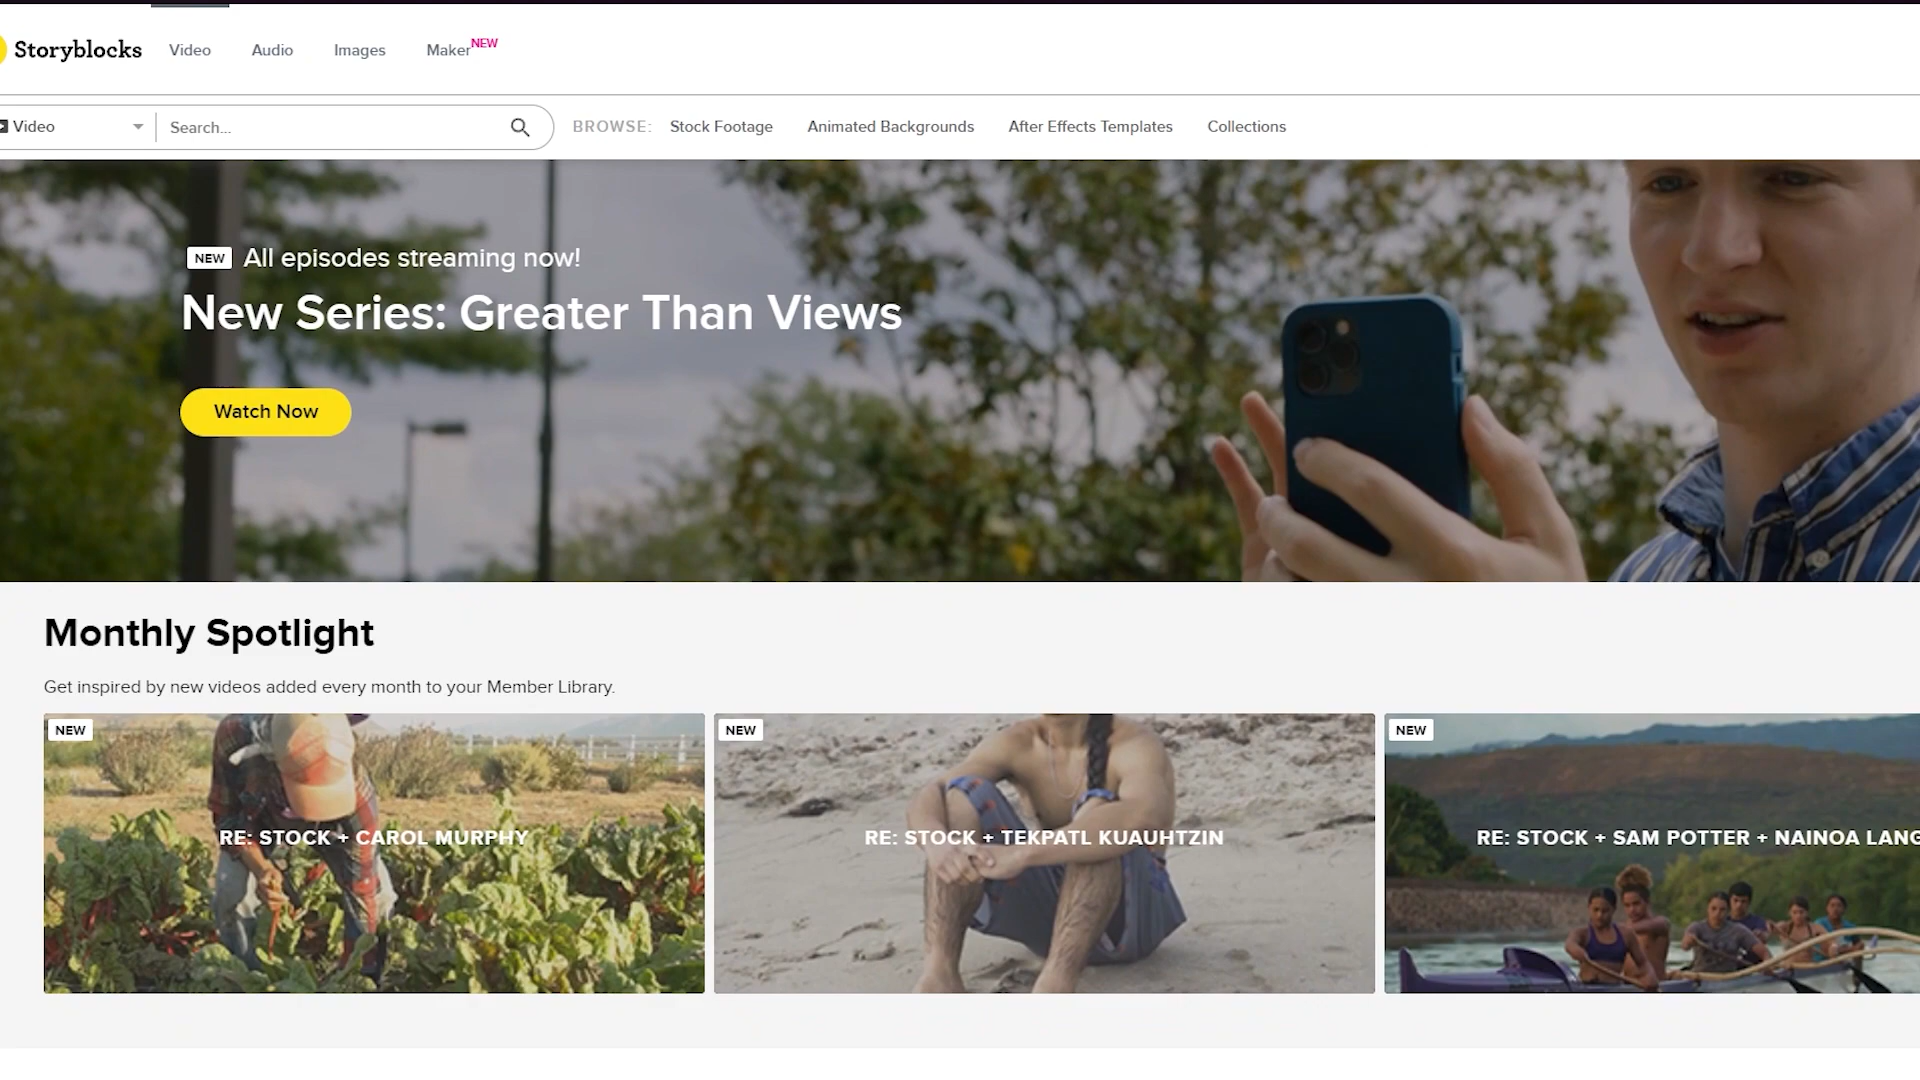 Storyblocks Video Audio Images Maker NEW
Video Search... BROWSE: Stock Footage Animated Backgrounds After Effects Templates Collections
NEW All episodes streaming now!
New Series: Greater Than Views
Watch Now
Monthly Spotlight
Get inspired by new videos added every month to your Member Library.
NEW NEW NEW
RE: STOCK + CAROL MURPHY RE: STOCK + TEKPATL KUAUHTZIN RE: STOCK + SAM POTTER + NAINOA LANG